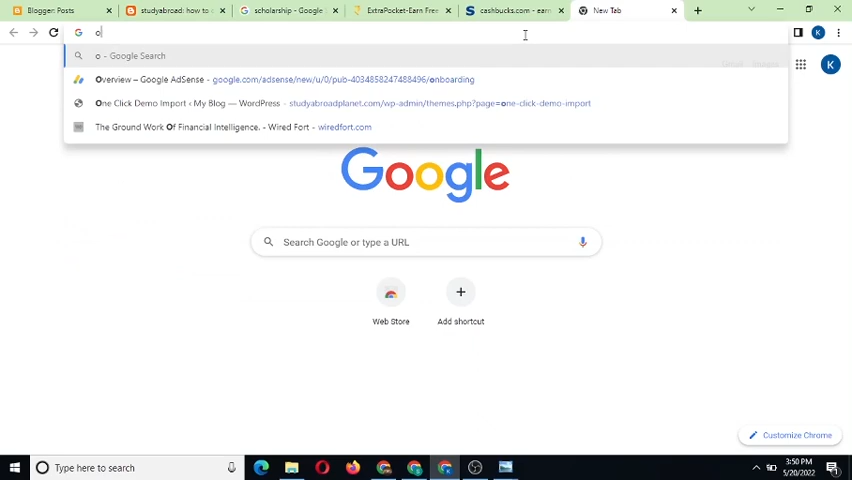 Blogger: Posts
studyabroad: how to c
scholarship - Google
ExtraPocket-Earn Free
cashbucks.com - earn
New Tab
o
K
o - Google Search
Gmail Images
K
Overview – Google AdSense - google.com/adsense/new/u/0/pub-4034858247488496/onboarding
One Click Demo Import ‹ My Blog — WordPress - studyabroadplanet.com/wp-admin/themes.php?page=one-click-demo-import
The Ground Work Of Financial Intelligence. - Wired Fort - wiredfort.com
Google
Search Google or type a URL
Web Store
Add shortcut
Customize Chrome
Type here to search
3:50 PM
5/20/2022